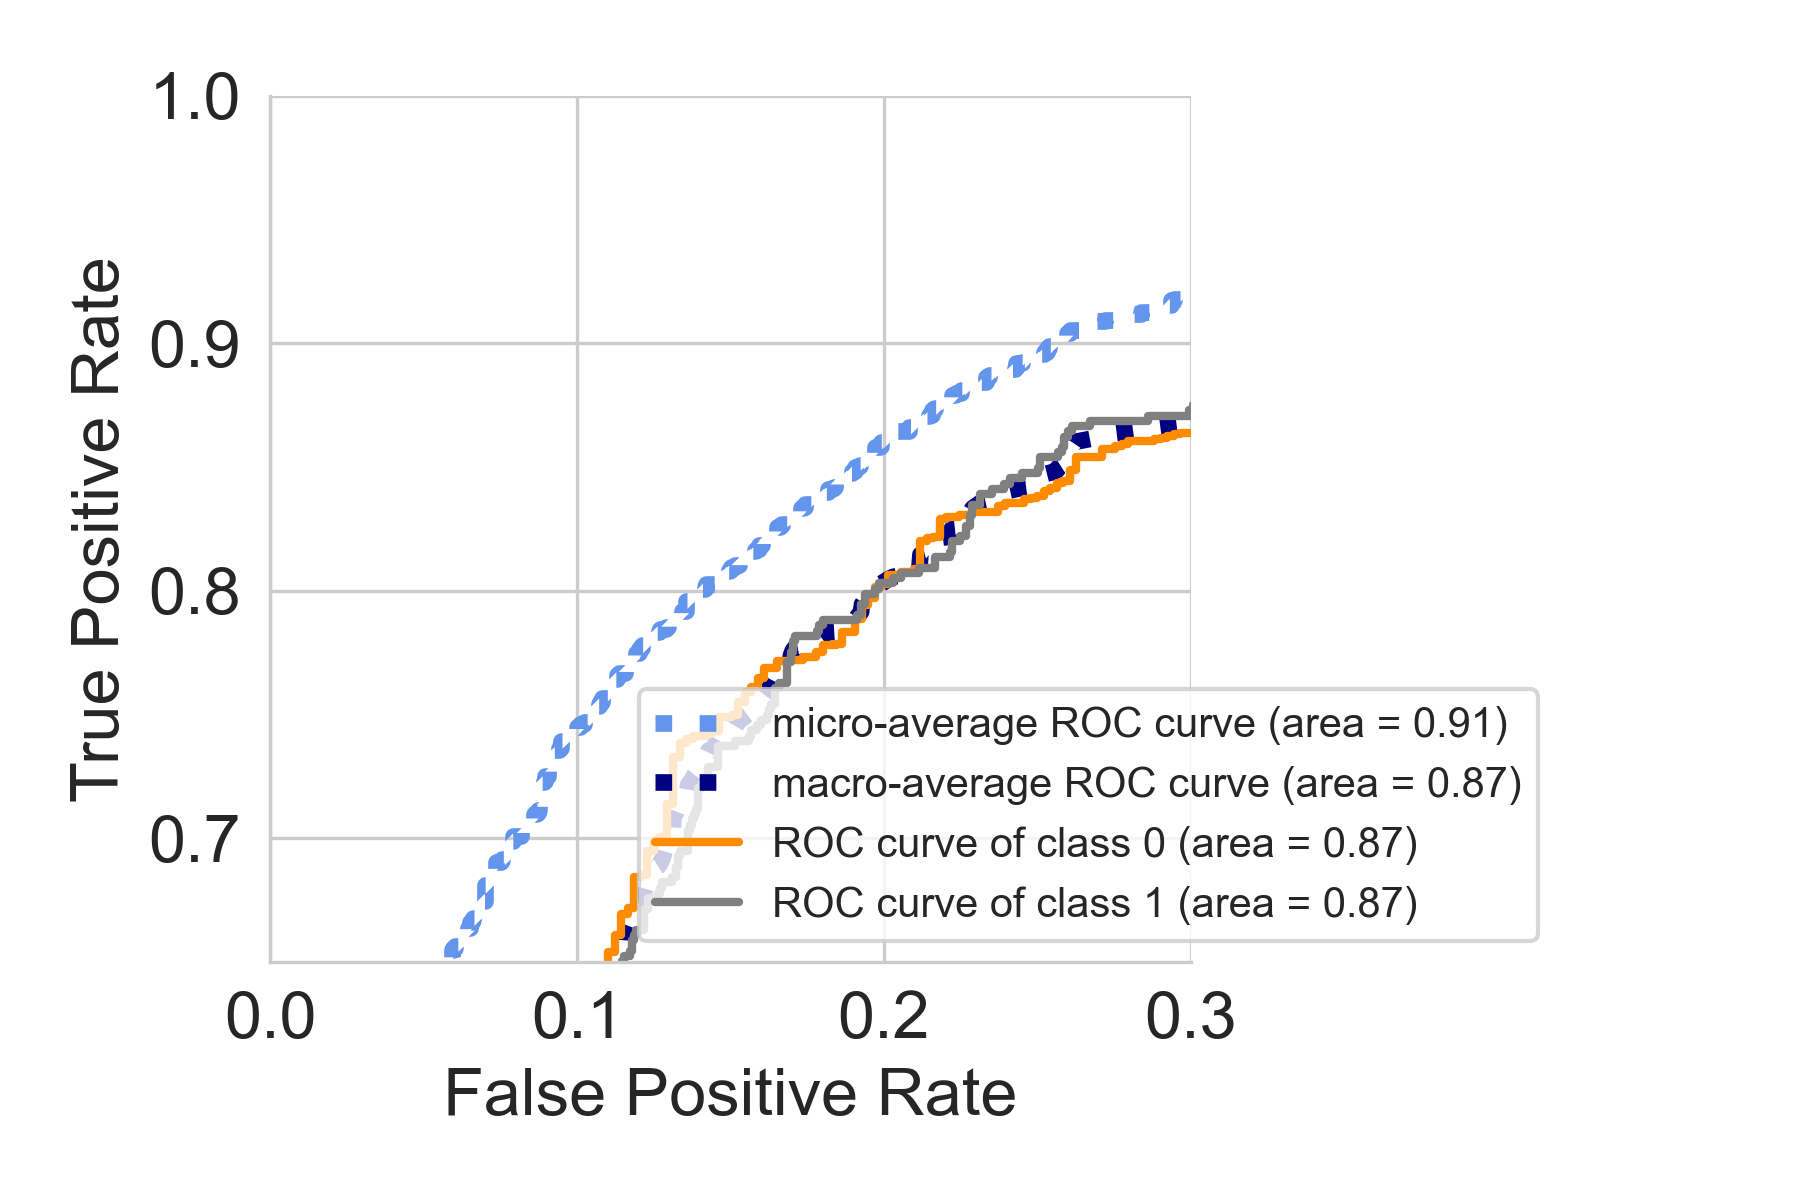 1.0
0.9
0.8
0.7
True Positive Rate
micro-average ROC curve (area = 0.91)
macro-average ROC curve (area = 0.87)
ROC curve of class 0 (area = 0.87)
ROC curve of class 1 (area = 0.87)
0.0 0.1 0.2 0.3
False Positive Rate